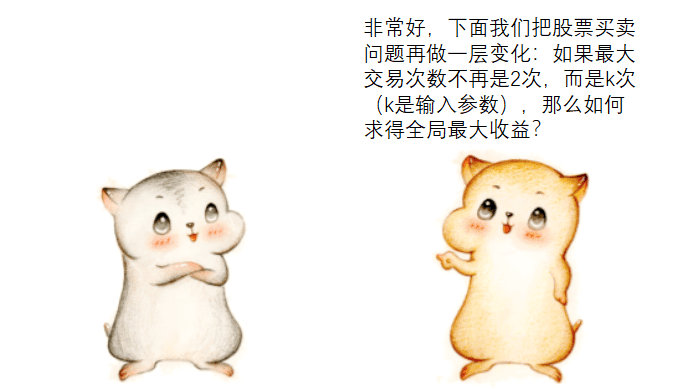 非常好，下面我们把股票买卖
问题再做一层变化：如果最大
交易次数不再是2次，而是k次
（k是输入参数），那么如何
求得全局最大收益？